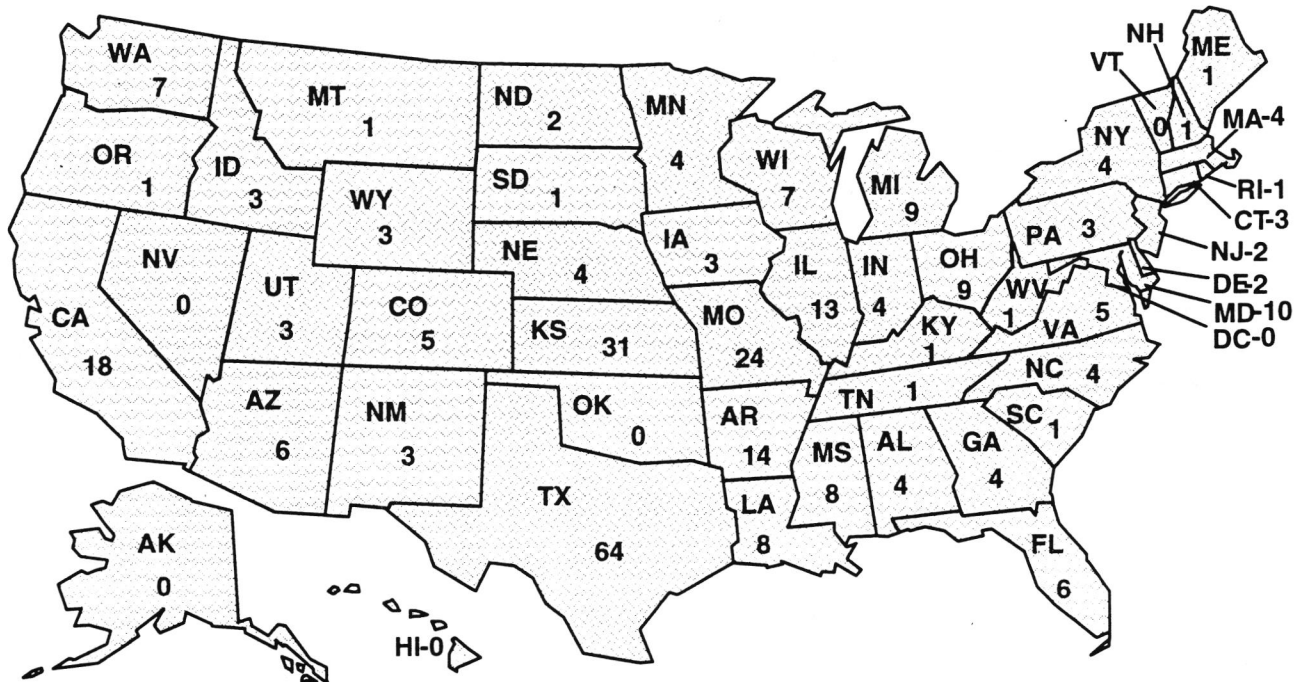 WA
7
MT
1
ND
2
MN
4
NH
VT
ME
1
0
1
MA-4
OR
1
ID
3
WY
3
SD
1
WI
7
MI
9
NY
4
RI-1
CT-3
NV
0
UT
3
CO
5
NE
4
IA
3
IL
13
IN
4
OH
9
PA 3
NJ-2
DE-2
MD-10
DC-0
CA
18
KS 31
MO
24
KY
1
WV
1
VA
5
AZ
6
NM
3
OK
0
AR
14
TN 1
NC 4
SC
1
TX
64
LA
8
MS
8
AL
4
GA
4
FL
6
AK
0
HI-0